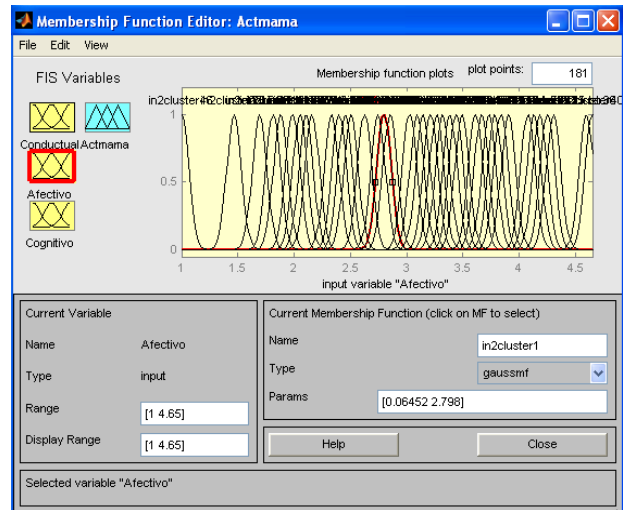 Membership Function Editor: Actmama
File Edit View
FIS Variables
Membership function plots
plot points:
181
Conductual
Actmama
Afectivo
Cognitivo
1
0.5
0
1 1.5 2 2.5 3 3.5 4 4.5
input variable "Afectivo"
Current Variable
Name Afectivo
Type input
Range [1 4.65]
Display Range [1 4.65]
Current Membership Function (click on MF to select)
Name in2cluster1
Type gaussmf
Params [0.06452 2.798]
Help Close
Selected variable "Afectivo"